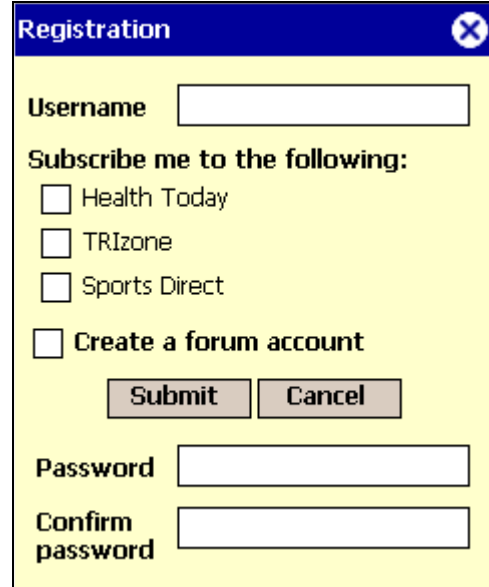 Registration
Username
Subscribe me to the following:
Health Today
TRIzone
Sports Direct
Create a forum account
Submit Cancel
Password
Confirm
password